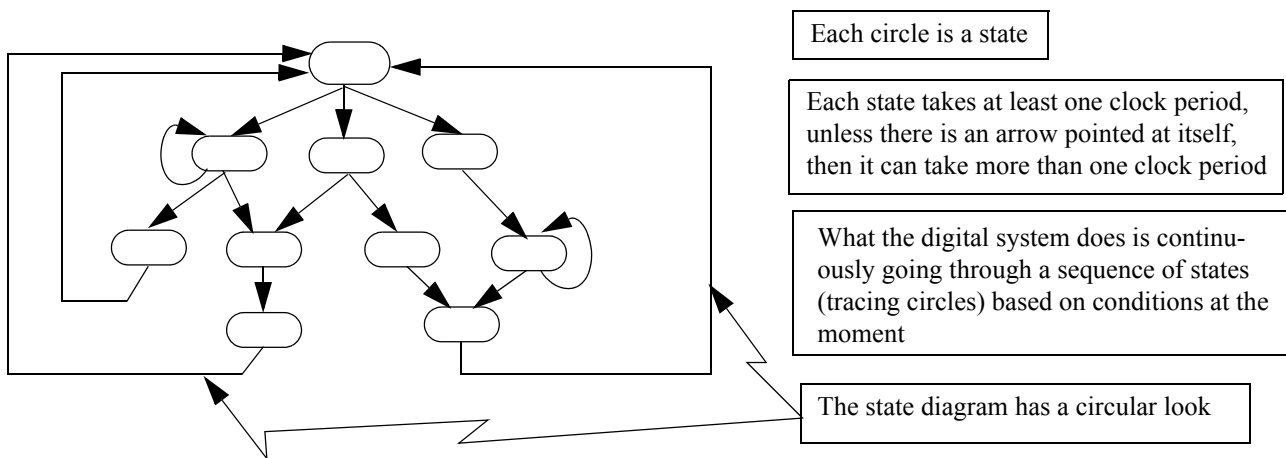 Each circle is a state
Each state takes at least one clock period,
unless there is an arrow pointed at itself,
then it can take more than one clock period
What the digital system does is continu-
ously going through a sequence of states
(tracing circles) based on conditions at the
moment
The state diagram has a circular look